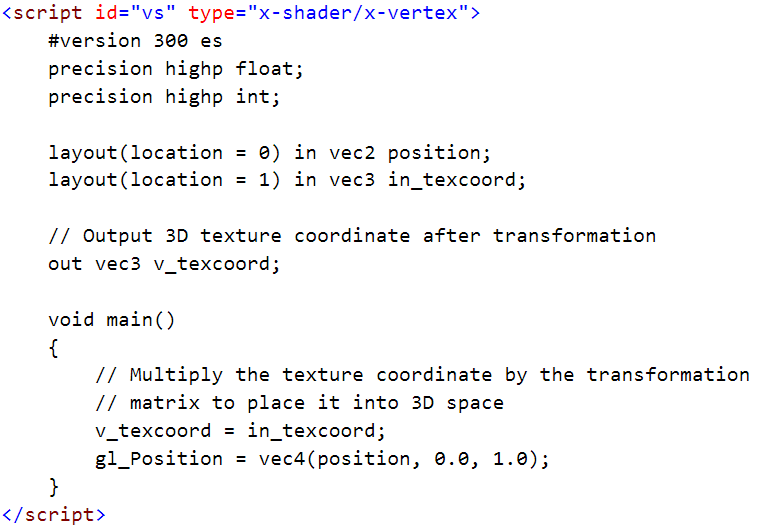 <script id="vs" type="x-shader/x-vertex">
    #version 300 es
    precision highp float;
    precision highp int;

    layout(location = 0) in vec2 position;
    layout(location = 1) in vec3 in_texcoord;

    // Output 3D texture coordinate after transformation
    out vec3 v_texcoord;

    void main()
    {
        // Multiply the texture coordinate by the transformation
        // matrix to place it into 3D space
        v_texcoord = in_texcoord;
        gl_Position = vec4(position, 0.0, 1.0);
    }
</script>